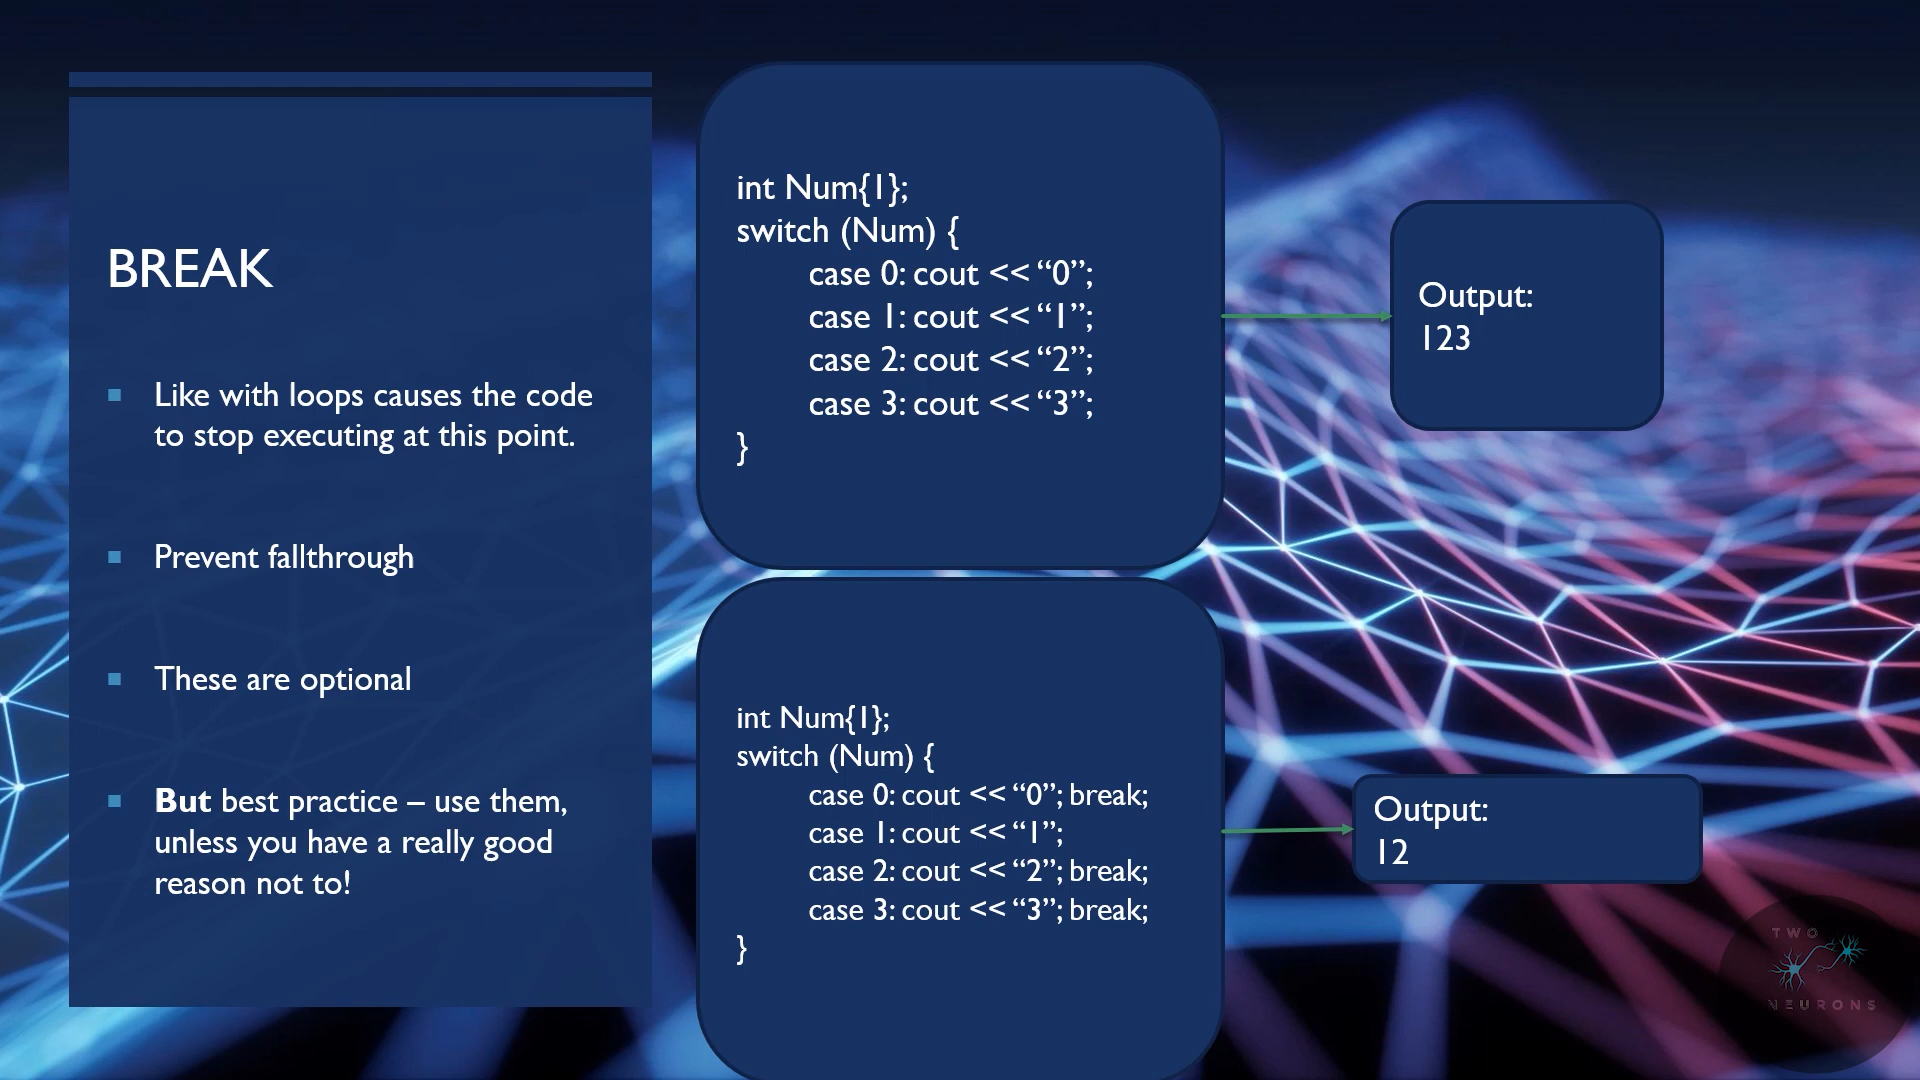 BREAK
Like with loops causes the code
to stop executing at this point.
Prevent fallthrough
These are optional
But best practice – use them,
unless you have a really good
reason not to!
int Num{1};
switch (Num) {
case 0: cout << “0”;
case 1: cout << “1”;
case 2: cout << “2”;
case 3: cout << “3”;
}
Output:
123
int Num{1};
switch (Num) {
case 0: cout << “0”; break;
case 1: cout << “1”;
case 2: cout << “2”; break;
case 3: cout << “3”; break;
}
Output:
12
TWO
NEURONS